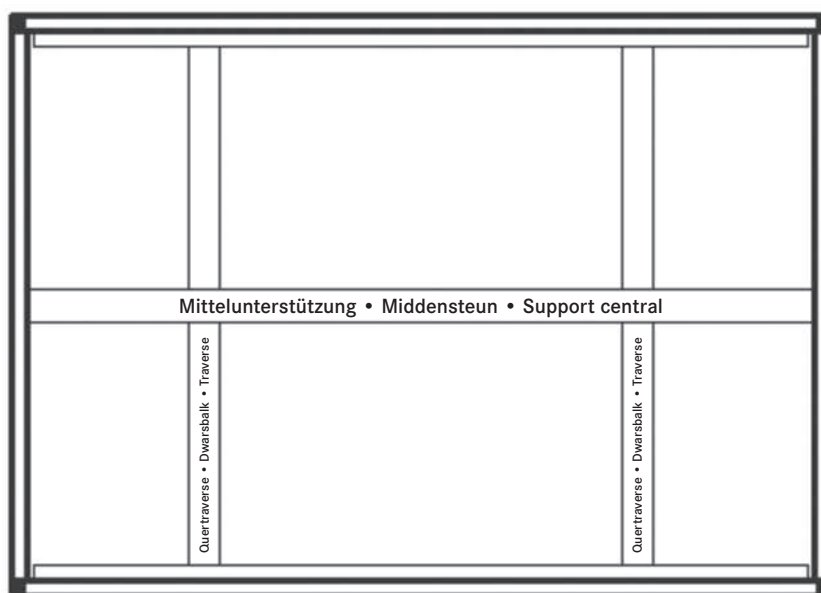 Mittelunterstützung • Middensteun • Support central
Quertraverse • Dwarsbalk • Traverse
Quertraverse • Dwarsbalk • Traverse